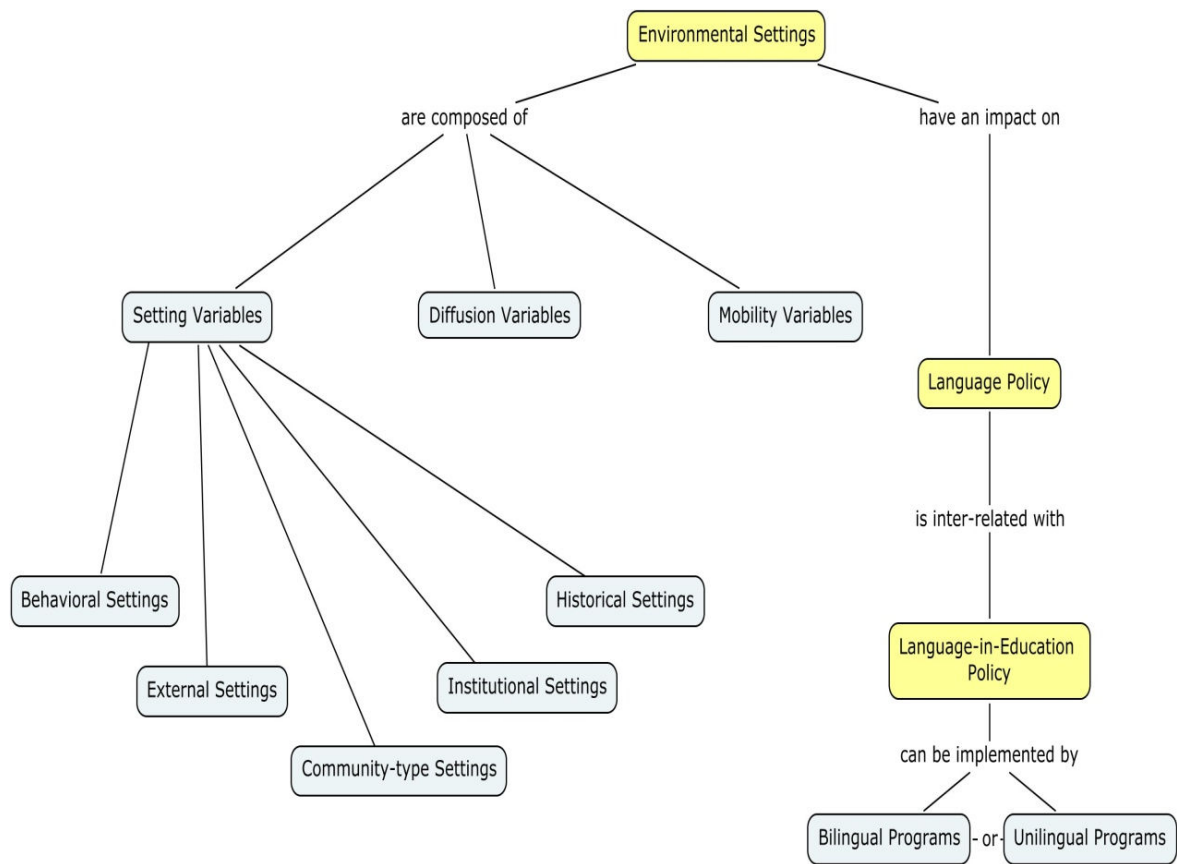 Environmental Settings
are composed of
have an impact on
Setting Variables
Diffusion Variables
Mobility Variables
Language Policy
is inter-related with
Behavioral Settings
Historical Settings
External Settings
Institutional Settings
Community-type Settings
Language-in-Education
Policy
can be implemented by
Bilingual Programs - or - Unilingual Programs